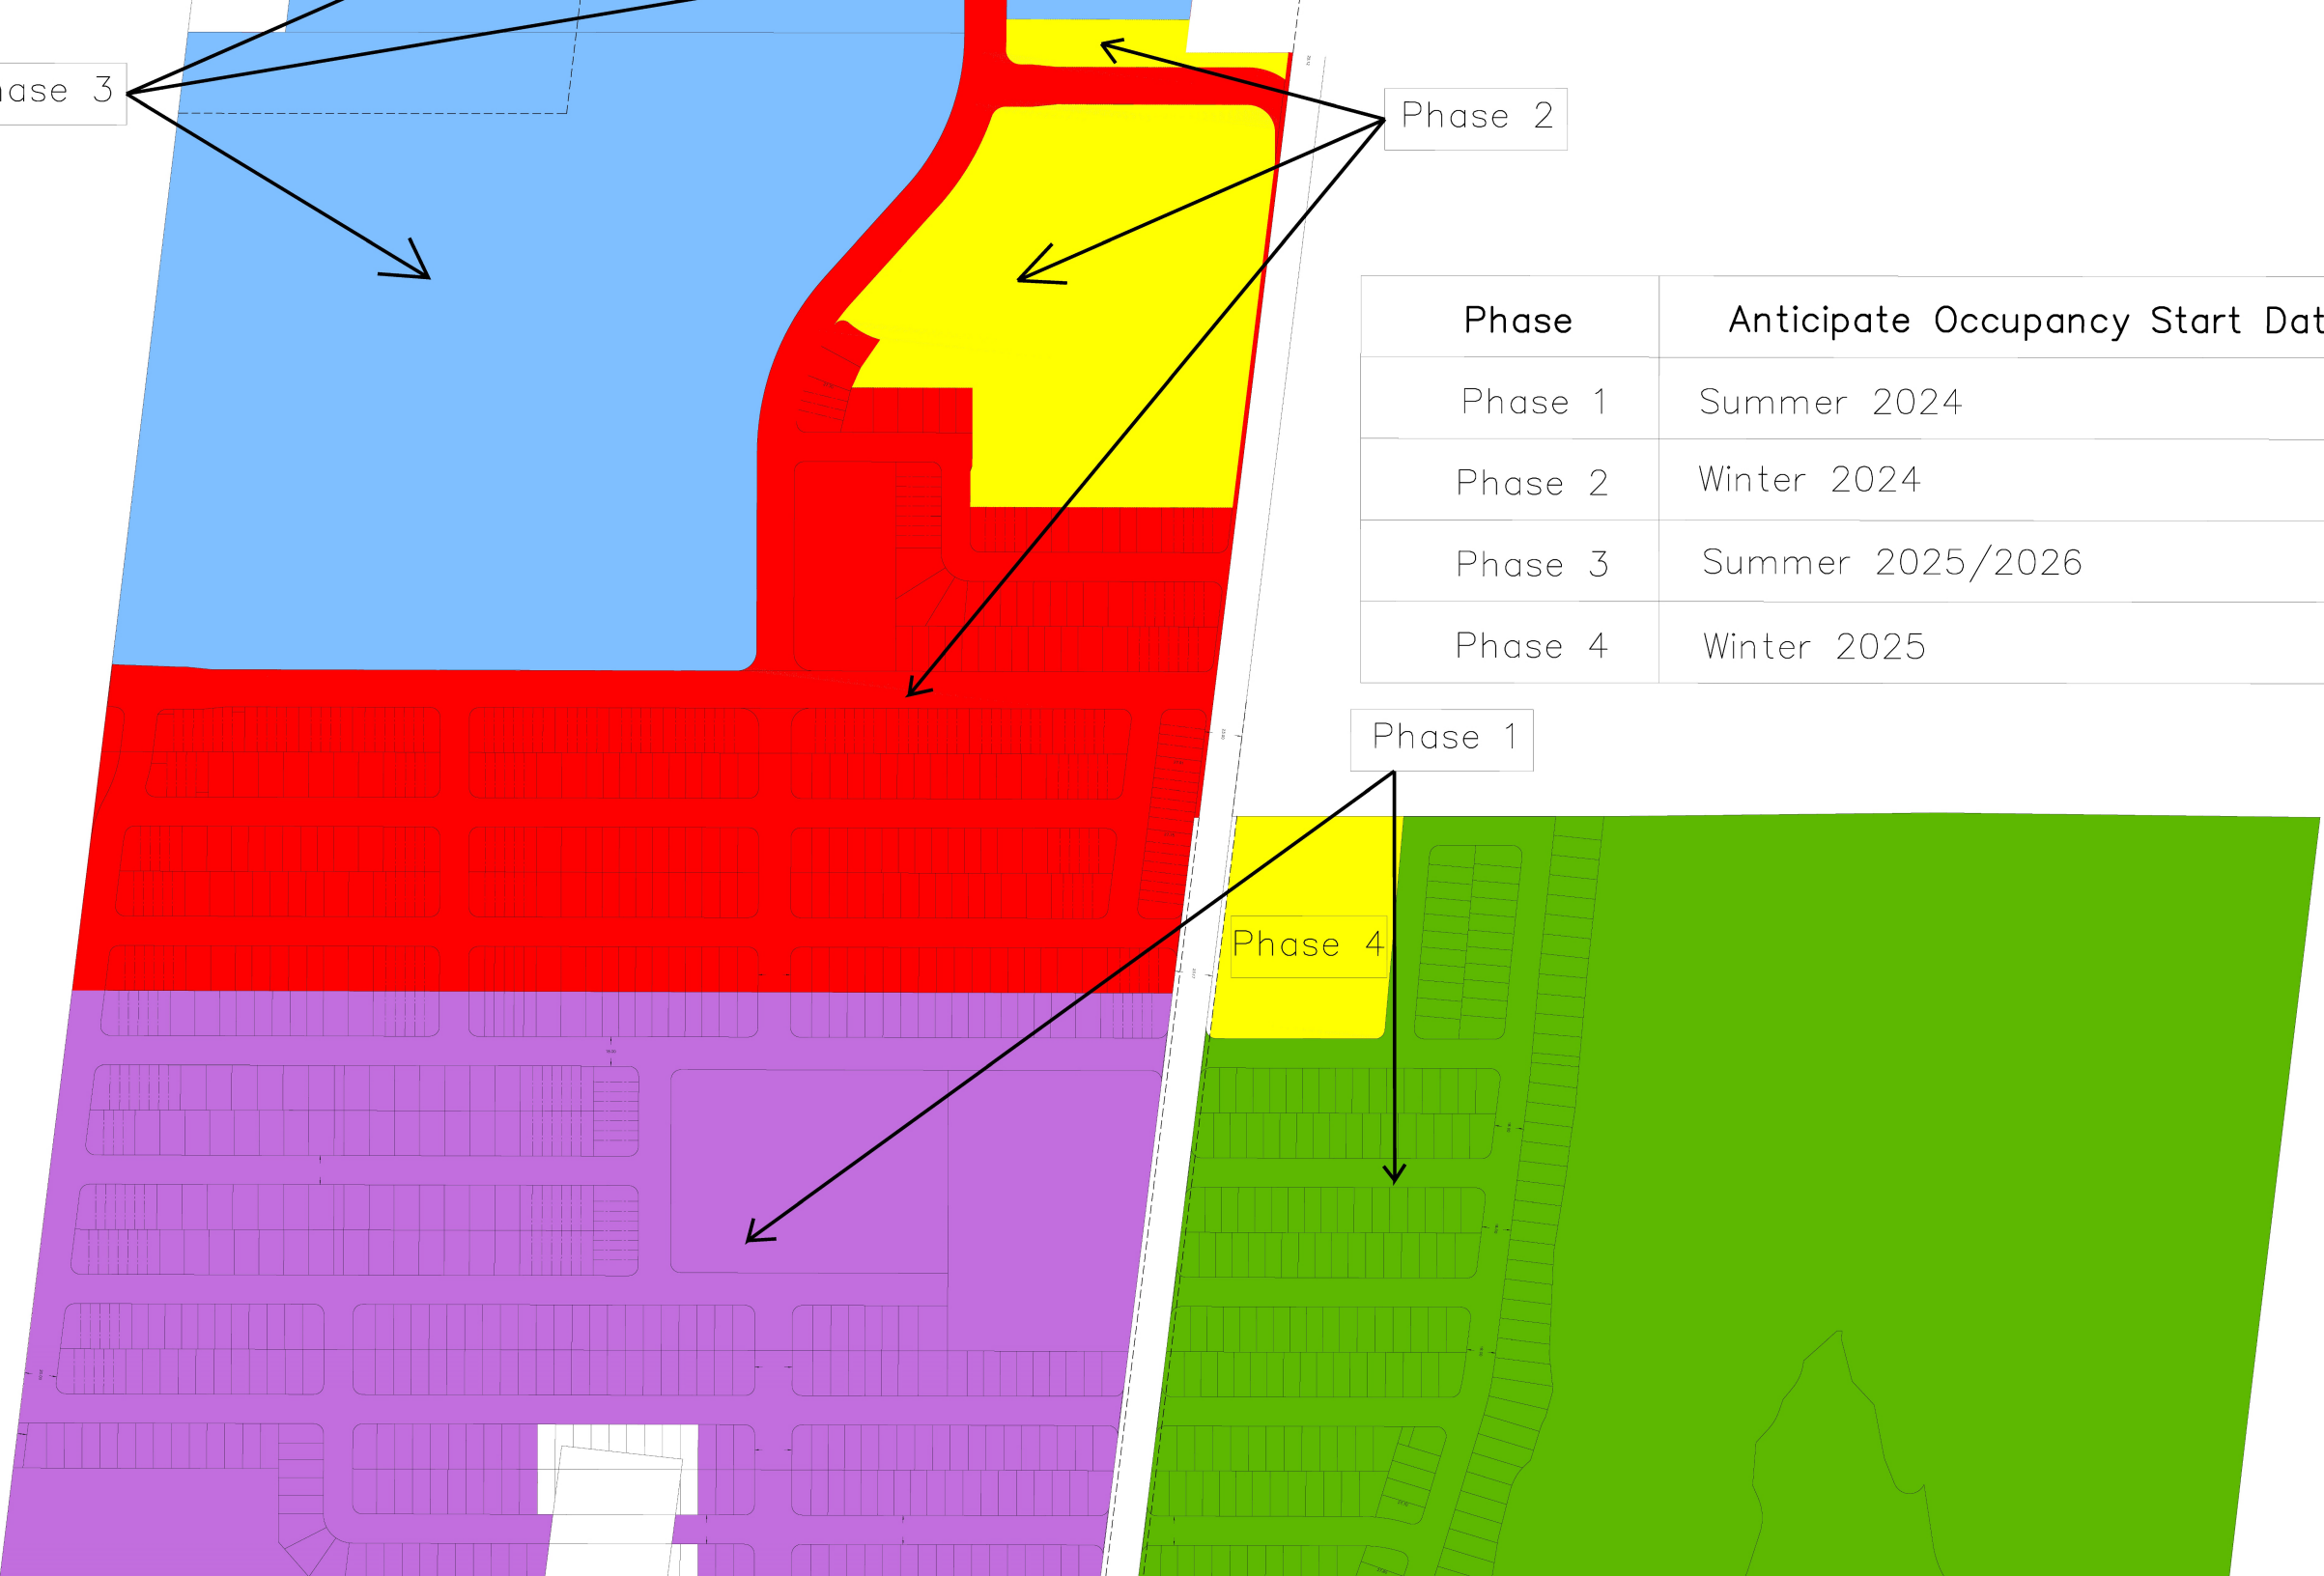 ase 3
Phase 2
Phase Anticipate Occupancy Start Dat
Phase 1 Summer 2024
Phase 2 Winter 2024
Phase 3 Summer 2025/2026
Phase 4 Winter 2025
Phase 1
Phase 4